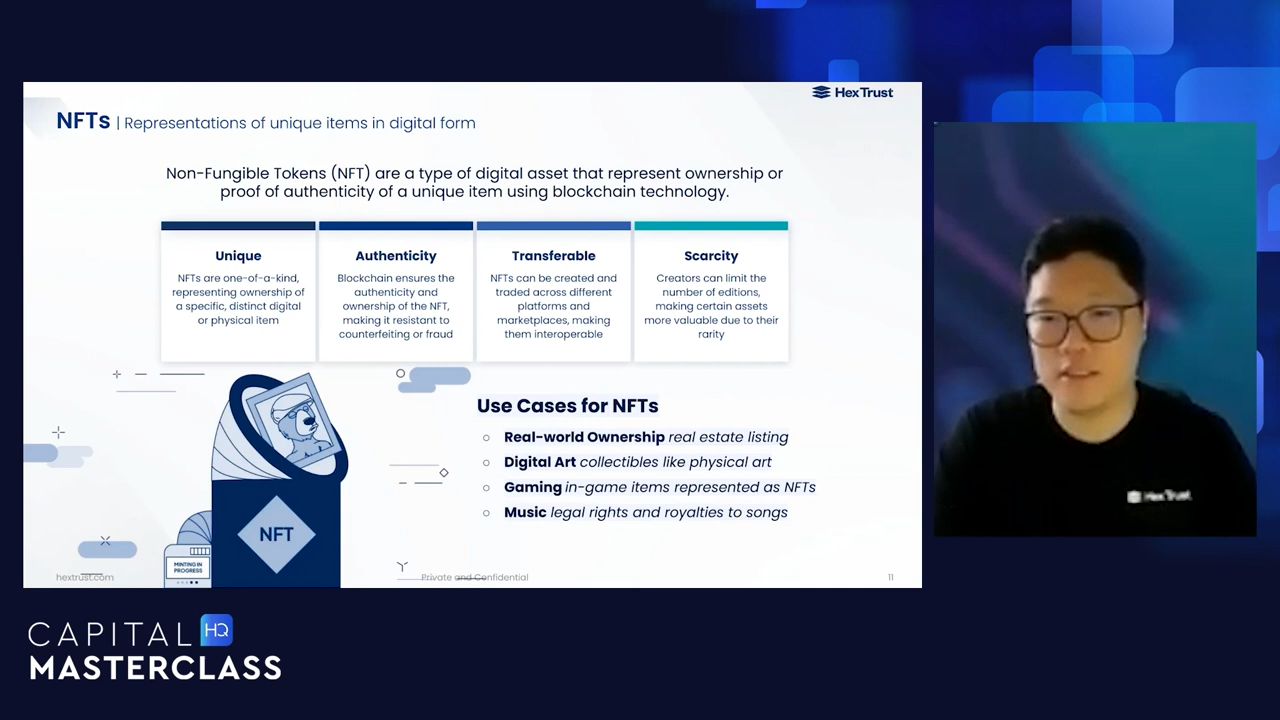 HexTrust
NFTs | Representations of unique items in digital form
Non-Fungible Tokens (NFT) are a type of digital asset that represent ownership or
proof of authenticity of a unique item using blockchain technology.
Unique
NFTs are one-of-a-kind,
representing ownership of
a specific, distinct digital
or physical item
Authenticity
Blockchain ensures the
authenticity and
ownership of the NFT,
making it resistant to
counterfeiting or fraud
Transferable
NFTs can be created and
traded across different
platforms and
marketplaces, making
them interoperable
Scarcity
Creators can limit the
number of editions,
making certain assets
more valuable due to their
rarity
Use Cases for NFTs
Real-world Ownership real estate listing
Digital Art collectibles like physical art
Gaming in-game items represented as NFTs
Music legal rights and royalties to songs
NFT
MINTING IN
PROGRESS
hextrust.com
Private and Confidential
11
Hex Trust
CAPITAL HQ
MASTERCLASS